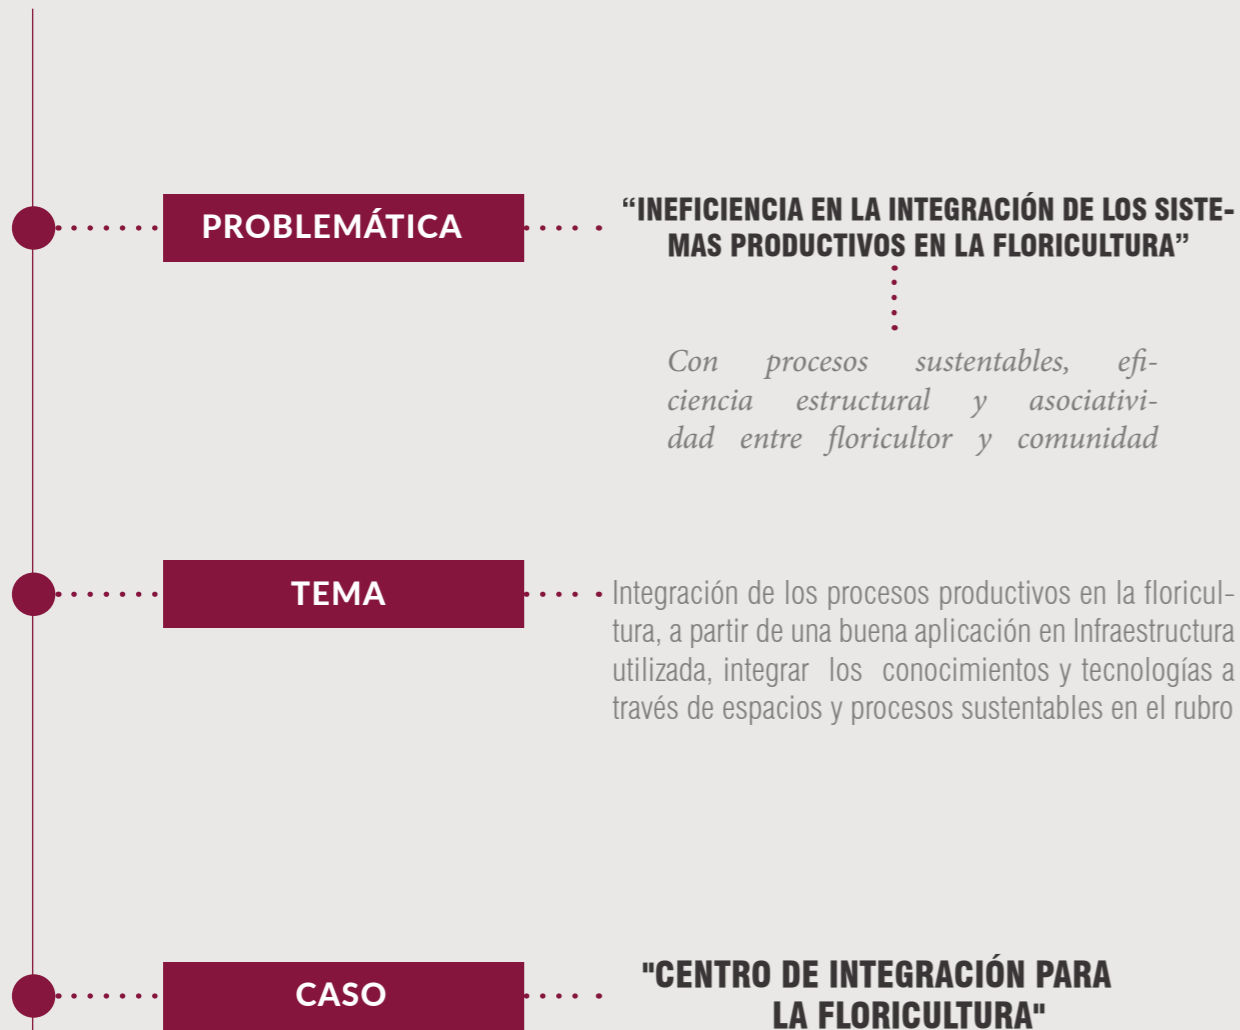 PROBLEMÁTICA
“INEFICIENCIA EN LA INTEGRACIÓN DE LOS SISTE-
MAS PRODUCTIVOS EN LA FLORICULTURA”
Con procesos sustentables, efi-
ciencia estructural y asociativi-
dad entre floricultor y comunidad
TEMA
Integración de los procesos productivos en la floricul-
tura, a partir de una buena aplicación en Infraestructura
utilizada, integrar los conocimientos y tecnologías a
través de espacios y procesos sustentables en el rubro
CASO
"CENTRO DE INTEGRACIÓN PARA
LA FLORICULTURA"